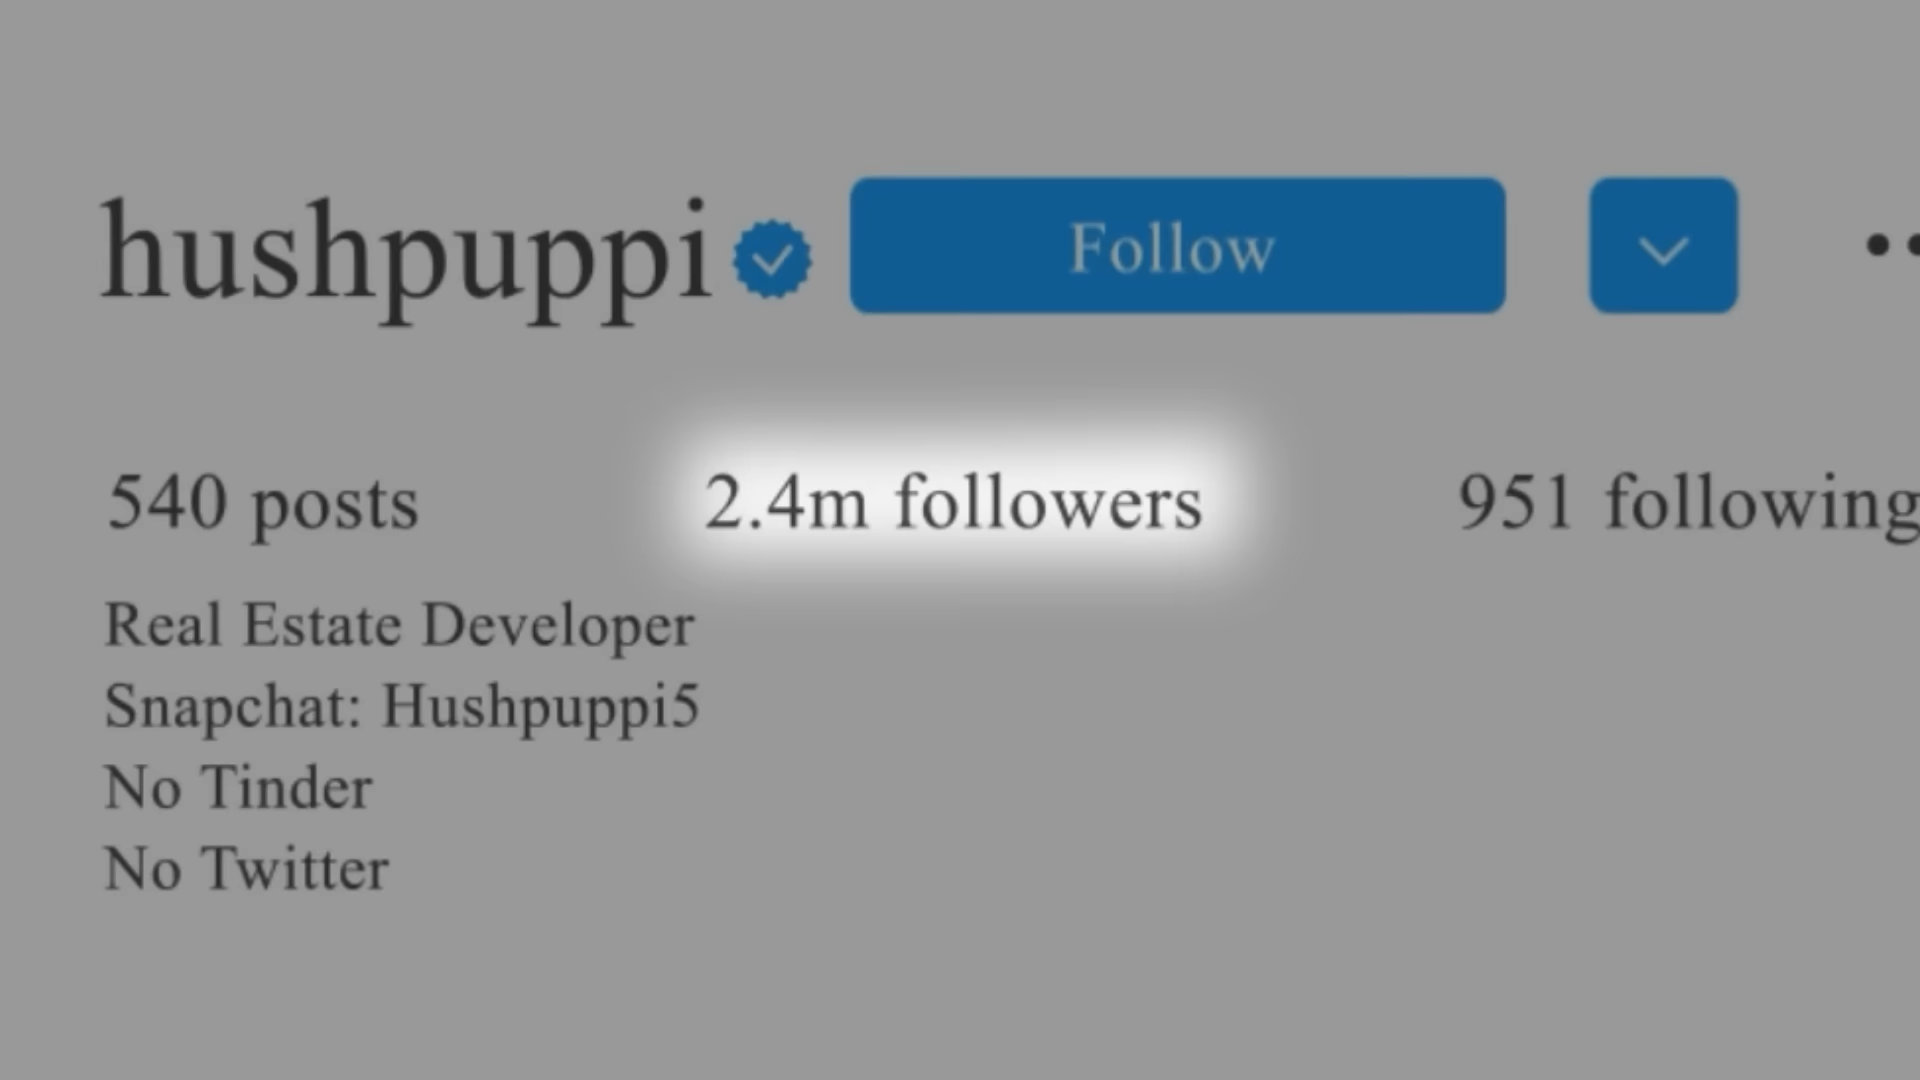 hushpuppi Follow
540 posts 2.4m followers 951 following
Real Estate Developer
Snapchat: Hushpuppi5
No Tinder
No Twitter